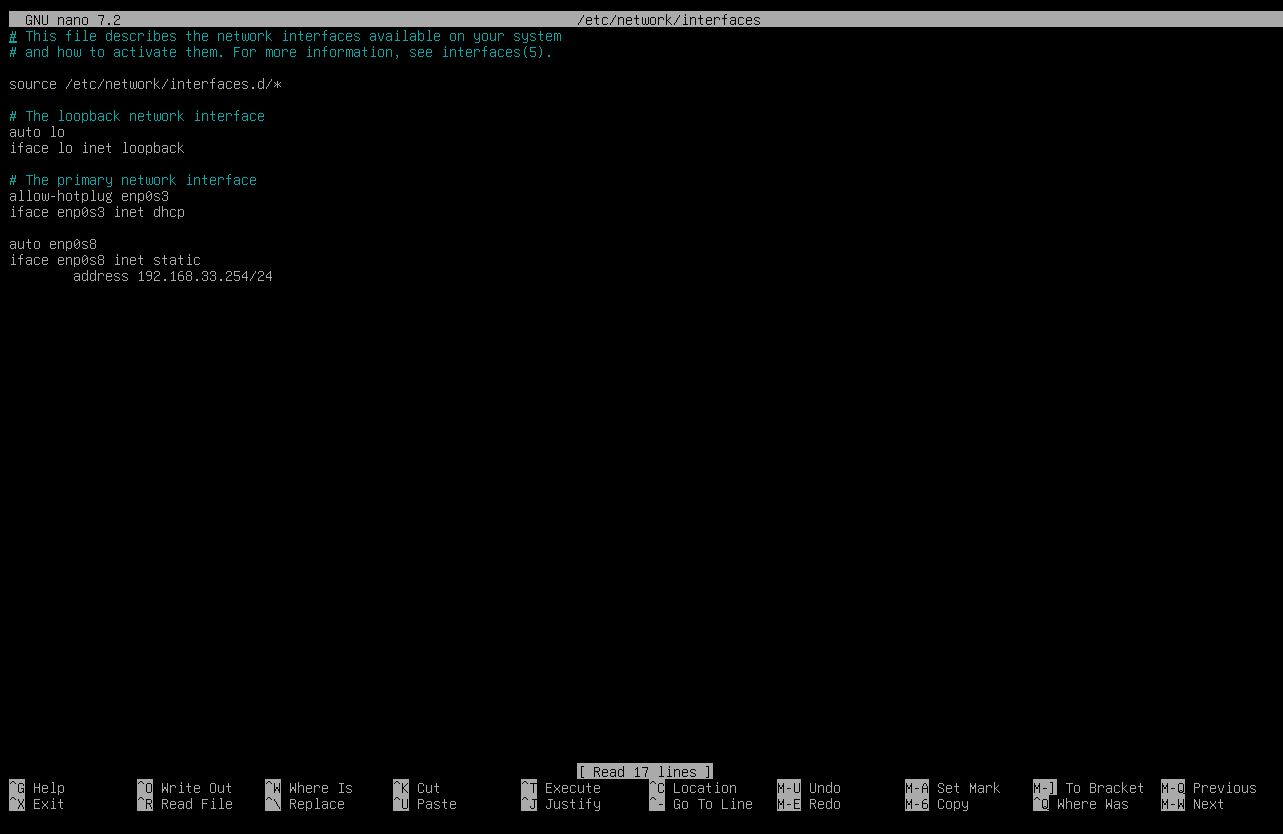 GNU nano 7.2 /etc/network/interfaces
# This file describes the network interfaces available on your system
# and how to activate them. For more information, see interfaces(5).
source /etc/network/interfaces.d/*
# The loopback network interface
auto lo
iface lo inet loopback
# The primary network interface
allow-hotplug enp0s3
iface enp0s3 inet dhcp
auto enp0s8
iface enp0s8 inet static
address 192.168.33.254/24
[ Read 17 lines ]
^G Help ^O Write Out ^W Where Is ^K Cut ^T Execute ^C Location M-U Undo M-A Set Mark M-] To Bracket M-Q Previous
^X Exit ^R Read File ^\ Replace ^U Paste ^J Justify ^- Go To Line M-E Redo M-6 Copy ^Q Where Was M-W Next